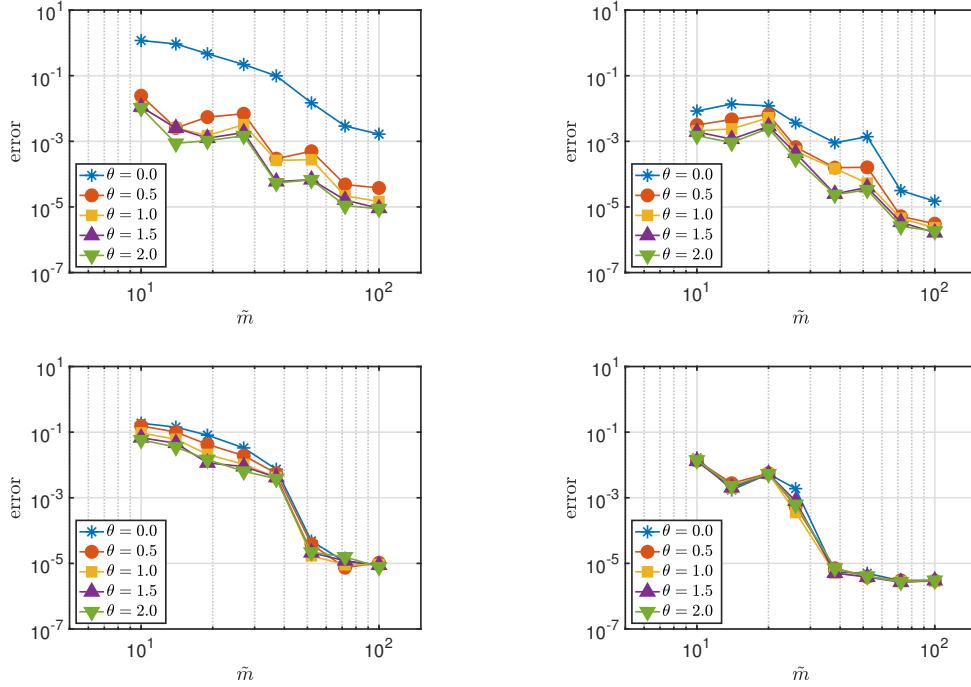 10^1
10^{-1}
10^{-3}
10^{-5}
10^{-7}
error
θ = 0.0
θ = 0.5
θ = 1.0
θ = 1.5
θ = 2.0
10^1 10^2
m̃
10^1
10^{-1}
10^{-3}
10^{-5}
10^{-7}
error
θ = 0.0
θ = 0.5
θ = 1.0
θ = 1.5
θ = 2.0
10^1 10^2
m̃
10^1
10^{-1}
10^{-3}
10^{-5}
10^{-7}
error
θ = 0.0
θ = 0.5
θ = 1.0
θ = 1.5
θ = 2.0
10^1 10^2
m̃
10^1
10^{-1}
10^{-3}
10^{-5}
10^{-7}
error
θ = 0.0
θ = 0.5
θ = 1.0
θ = 1.5
θ = 2.0
10^1 10^2
m̃